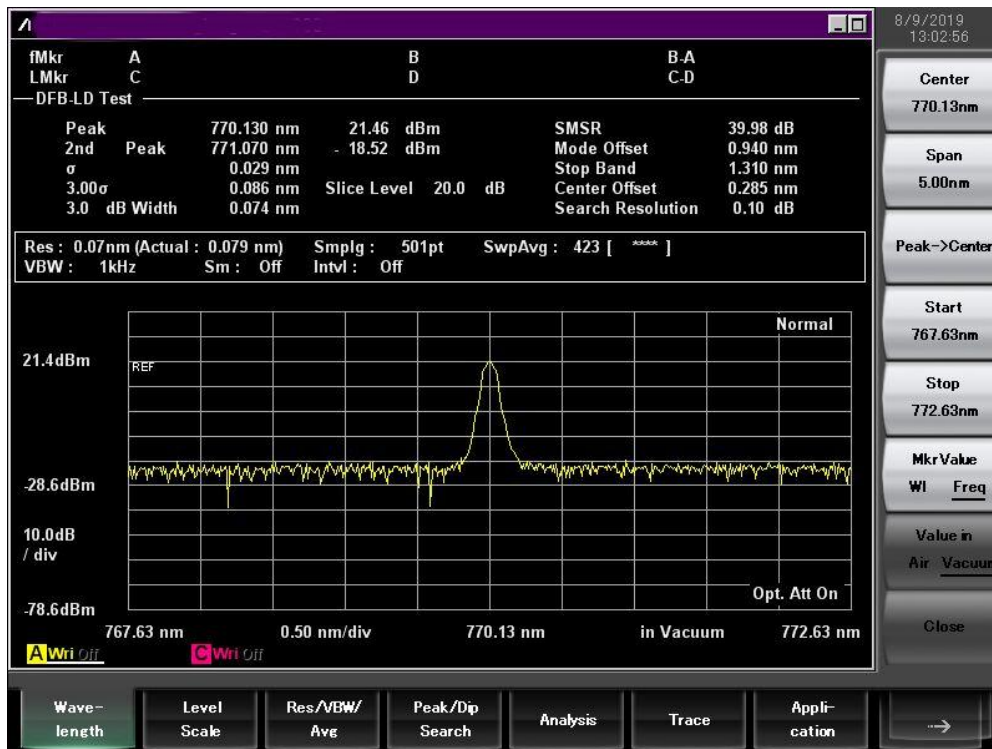 8/9/2019
13:02:56
fMkr A B B-A
LMkr C D C-D
DFB-LD Test
Peak 770.130 nm 21.46 dBm SMSR 39.98 dB
2nd Peak 771.070 nm - 18.52 dBm Mode Offset 0.940 nm
σ 0.029 nm Stop Band 1.310 nm
3.00σ 0.086 nm Slice Level 20.0 dB Center Offset 0.285 nm
3.0 dB Width 0.074 nm Search Resolution 0.10 dB
Res : 0.07nm (Actual : 0.079 nm) Smplg : 501pt SwpAvg : 423 [ **** ]
VBW : 1kHz Sm : Off Intvl : Off
Normal
21.4dBm
REF
-28.6dBm
10.0dB
/ div
Opt. Att On
-78.6dBm
767.63 nm 0.50 nm/div 770.13 nm in Vacuum 772.63 nm
A Wri Off C Wri Off
Center
770.13nm
Span
5.00nm
Peak->Center
Start
767.63nm
Stop
772.63nm
MkrValue
Wl Freq
Value in
Air Vacuum
Close
Wave-
length
Level
Scale
Res/VBW/
Avg
Peak/Dip
Search
Analysis
Trace
Appli-
cation